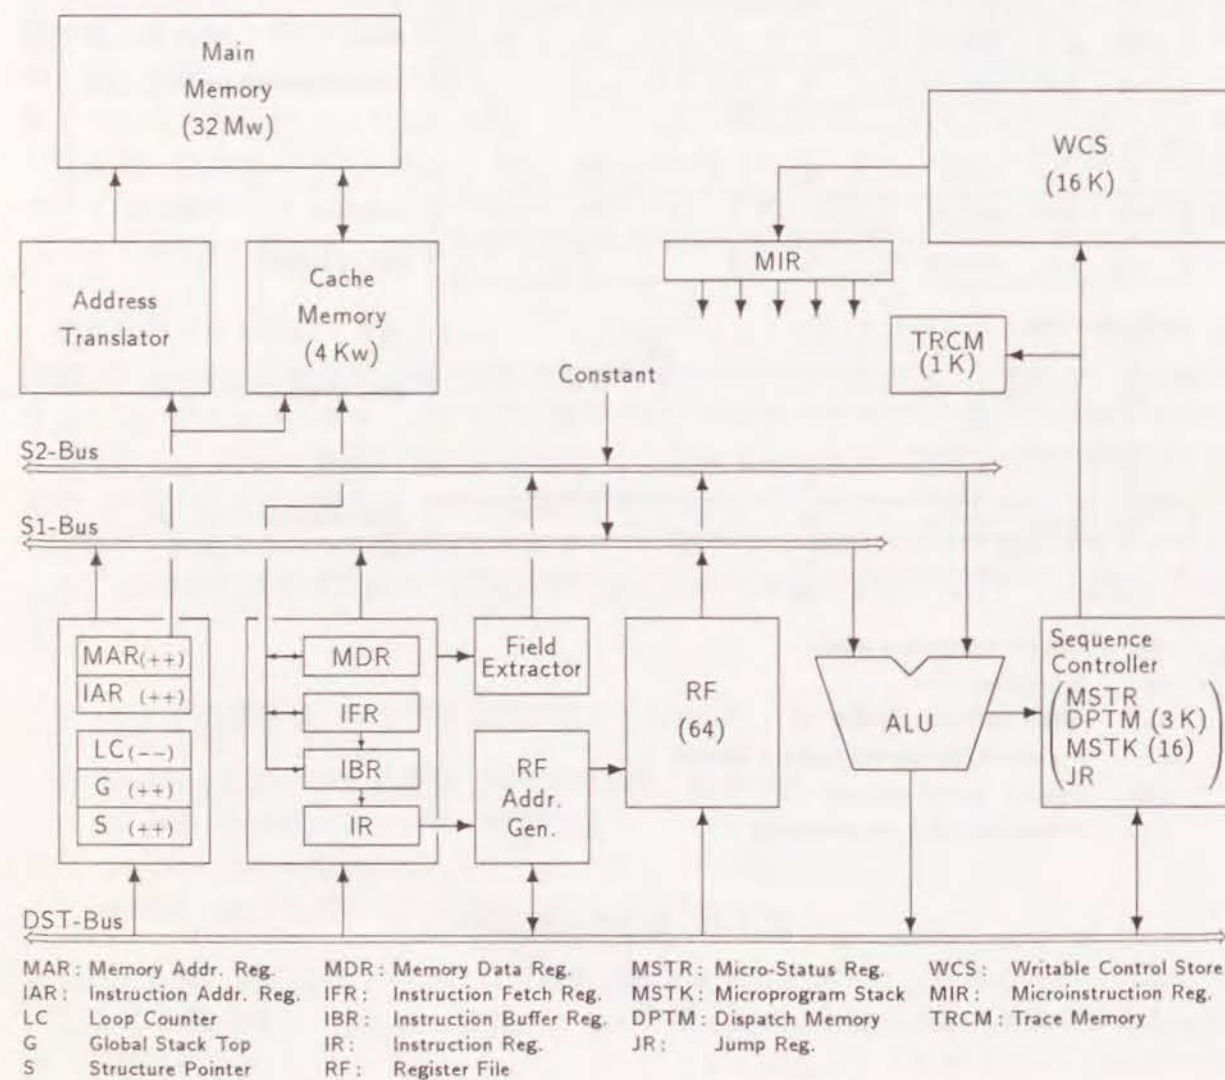 Main
Memory
(32 Mw)
WCS
(16 K)
MIR
Address
Translator
Cache
Memory
(4 Kw)
TRCM
(1 K)
Constant
S2-Bus
S1-Bus
MAR(++)
IAR (++)
LC(--)
G (++)
S (++)
MDR
IFR
IBR
IR
Field
Extractor
RF
Addr.
Gen.
RF
(64)
ALU
Sequence
Controller
MSTR
DPTM (3 K)
MSTK (16)
JR
DST-Bus
MAR: Memory Addr. Reg. MDR: Memory Data Reg. MSTR: Micro-Status Reg. WCS: Writable Control Store
IAR: Instruction Addr. Reg. IFR: Instruction Fetch Reg. MSTK: Microprogram Stack MIR: Microinstruction Reg.
LC Loop Counter IBR: Instruction Buffer Reg. DPTM: Dispatch Memory TRCM: Trace Memory
G Global Stack Top IR: Instruction Reg. JR: Jump Reg.
S Structure Pointer RF: Register File